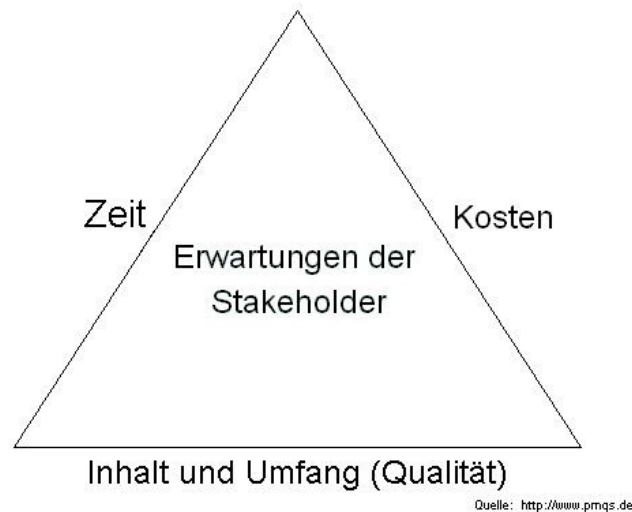 Zeit
Kosten
Erwartungen der
Stakeholder
Inhalt und Umfang (Qualität)
Quelle: http://www.pmqs.de